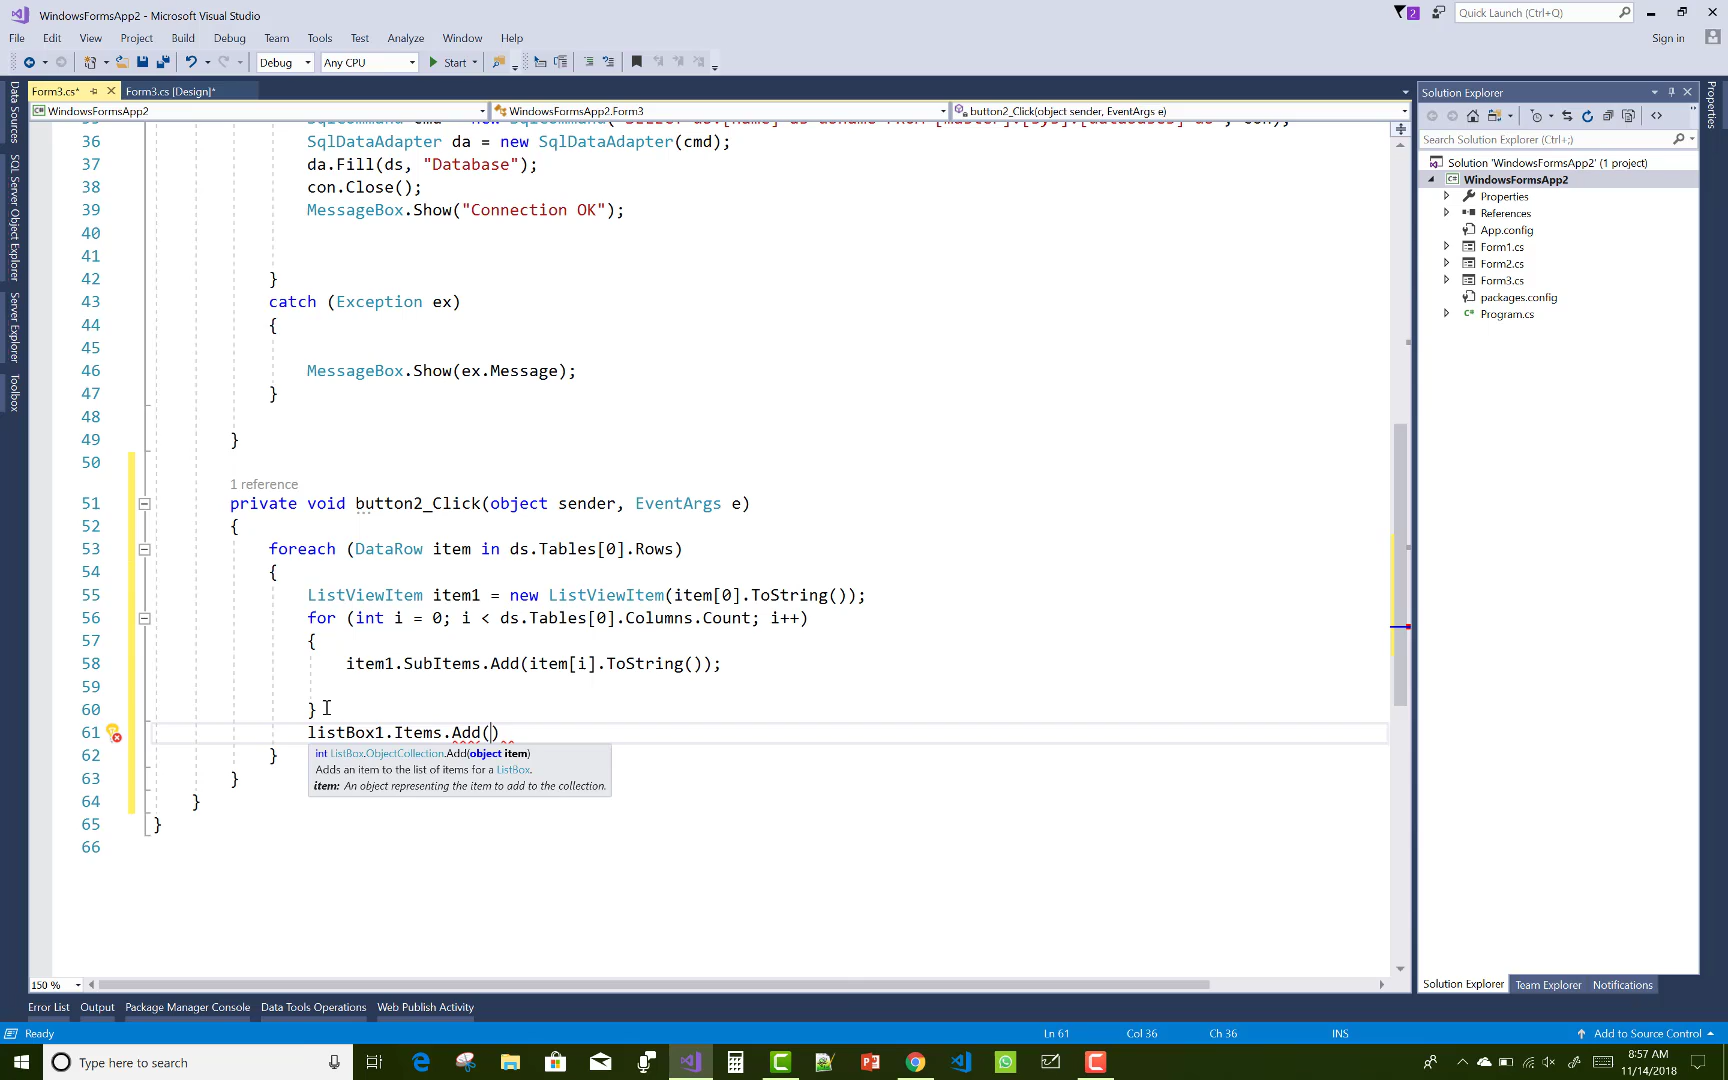 WindowsFormsApp2 - Microsoft Visual Studio
2
Quick Launch (Ctrl+Q)
File Edit View Project Build Debug Team Tools Test Analyze Window Help
Sign in
Debug Any CPU Start
Form3.cs* Form3.cs [Design]*
WindowsFormsApp2 WindowsFormsApp2.Form3 button2_Click(object sender, EventArgs e)
Data Sources
SQL Server Object Explorer
Server Explorer
Toolbox
36 SqlDataAdapter da = new SqlDataAdapter(cmd);
37 da.Fill(ds, "Database");
38 con.Close();
39 MessageBox.Show("Connection OK");
40
41
42 }
43 catch (Exception ex)
44 {
45
46 MessageBox.Show(ex.Message);
47 }
48
49 }
50
1 reference
51 private void button2_Click(object sender, EventArgs e)
52 {
53 foreach (DataRow item in ds.Tables[0].Rows)
54 {
55 ListViewItem item1 = new ListViewItem(item[0].ToString());
56 for (int i = 0; i < ds.Tables[0].Columns.Count; i++)
57 {
58 item1.SubItems.Add(item[i].ToString());
59
60 }
61 listBox1.Items.Add()
int ListBox.ObjectCollection.Add(object item)
Adds an item to the list of items for a ListBox.
item: An object representing the item to add to the collection.
62 }
63 }
64 }
65 }
66
150 %
Solution Explorer
Search Solution Explorer (Ctrl+;)
Solution 'WindowsFormsApp2' (1 project)
WindowsFormsApp2
Properties
References
App.config
Form1.cs
Form2.cs
Form3.cs
packages.config
Program.cs
Properties
Solution Explorer Team Explorer Notifications
Error List Output Package Manager Console Data Tools Operations Web Publish Activity
Ready Ln 61 Col 36 Ch 36 INS Add to Source Control
Type here to search
8:57 AM
11/14/2018